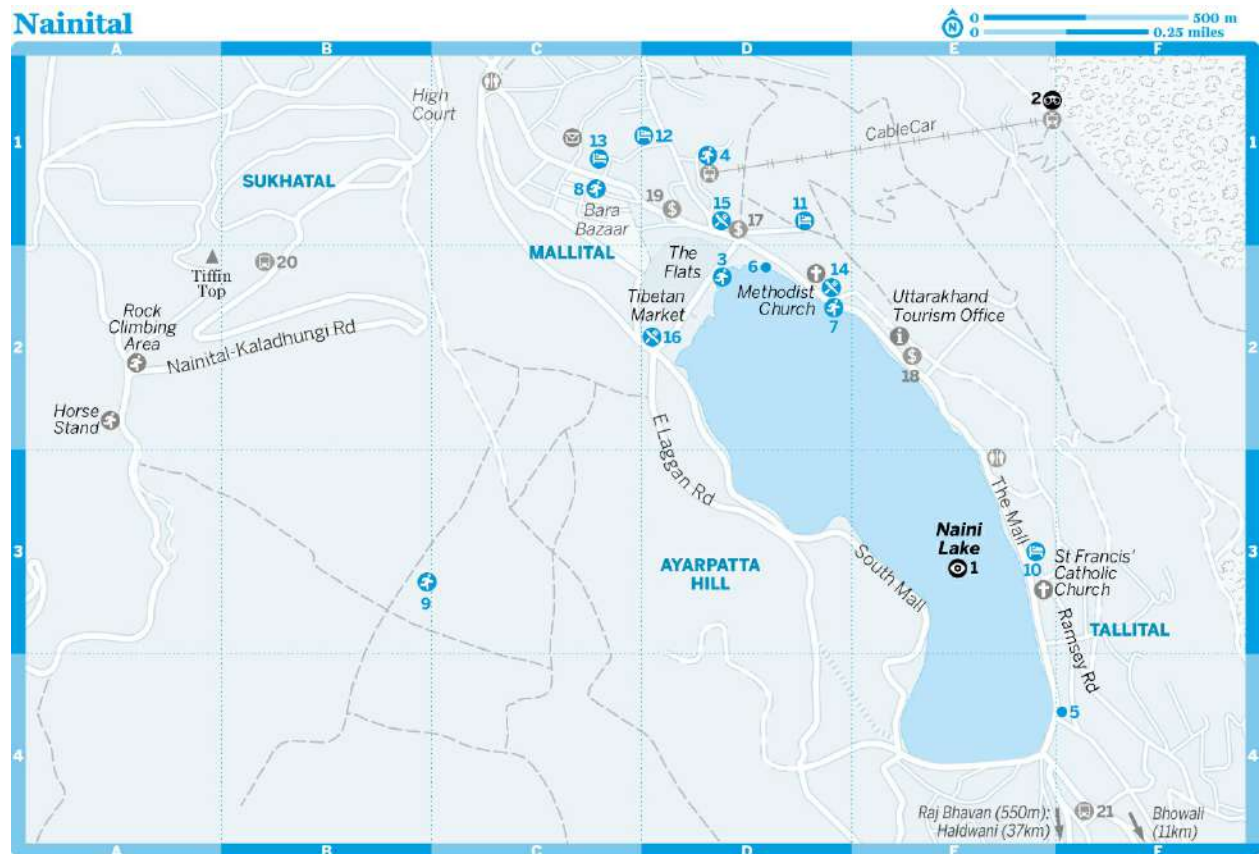 Nainital
N
0 500 m
0 0.25 miles
A B C D E F
1
High
Court
2
CableCar
1
13
12
4
SUKHATAL
8
19
15
17
11
Bara
Bazaar
MALLITAL
20
Tiffin
Top
The
Flats
3
6
14
Methodist
Church
7
Tibetan
Market
16
Uttarakhand
Tourism Office
18
Rock
Climbing
Area
2
Nainital-Kaladhungi Rd
2
Horse
Stand
E Laggan Rd
The Mall
3
Naini
Lake
1
10
St Francis'
Catholic
Church
3
AYARPATTA
HILL
South Mall
9
TALLITAL
Ramsey Rd
5
4
4
Raj Bhavan (550m);
Haldwani (37km)
21
Bhowali
(11km)
A B C D E F